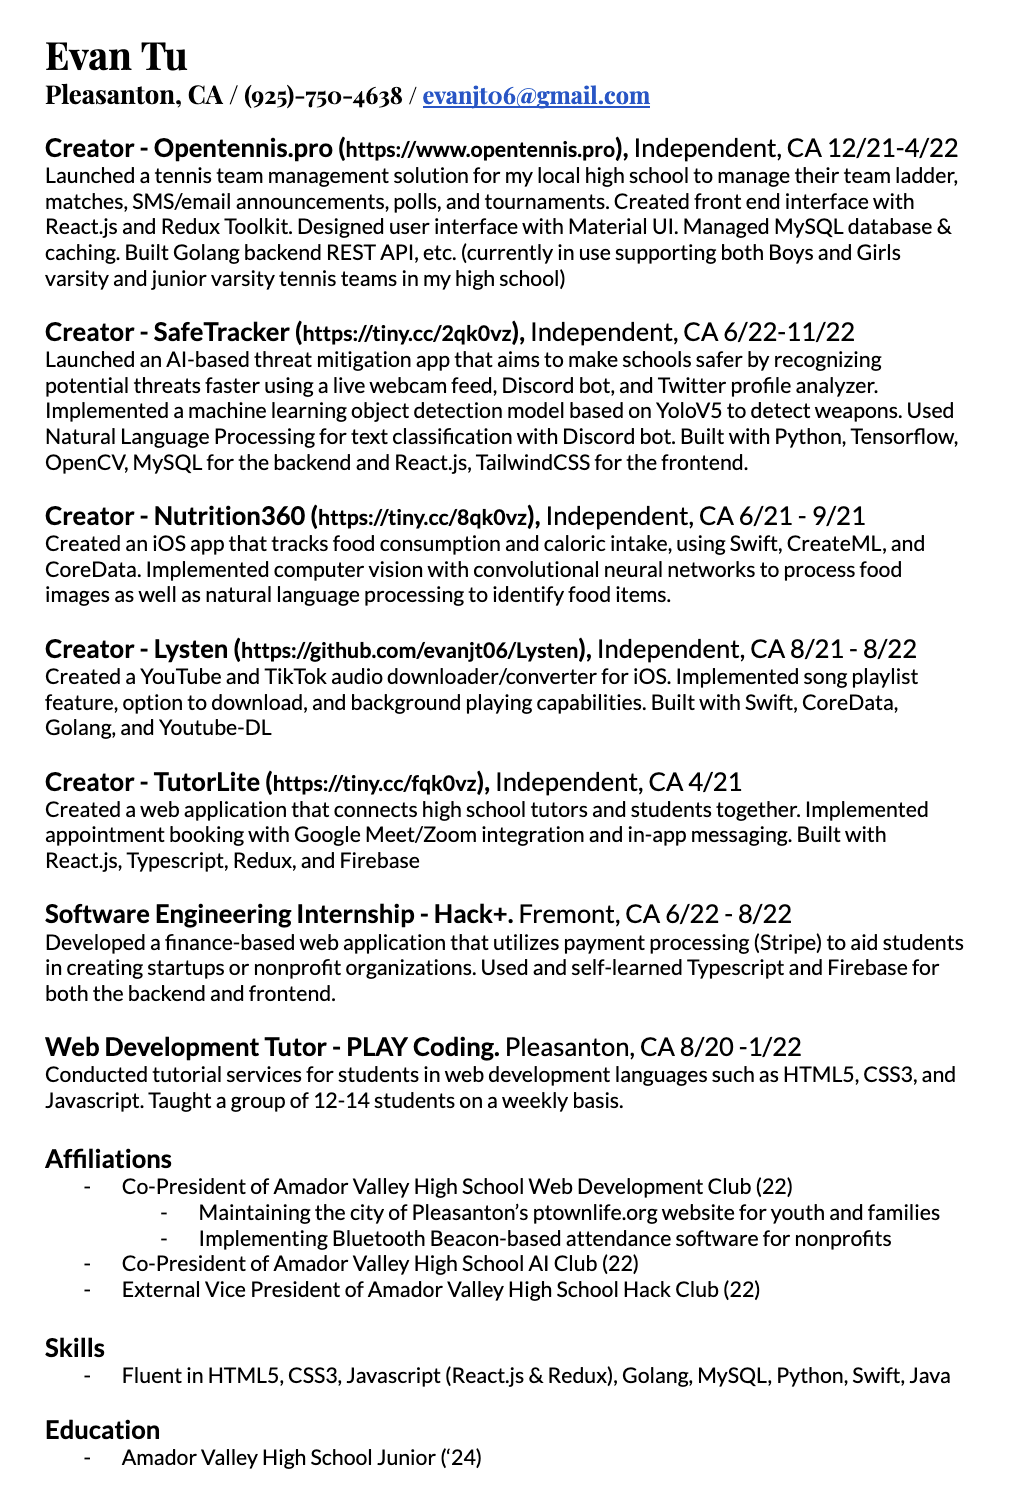 Evan Tu
Pleasanton, CA / (925)-750-4638 / evanjt06@gmail.com
Creator - Opentennis.pro (https://www.opentennis.pro), Independent, CA 12/21-4/22
Launched a tennis team management solution for my local high school to manage their team ladder,
matches, SMS/email announcements, polls, and tournaments. Created front end interface with
React.js and Redux Toolkit. Designed user interface with Material UI. Managed MySQL database &
caching. Built Golang backend REST API, etc. (currently in use supporting both Boys and Girls
varsity and junior varsity tennis teams in my high school)
Creator - SafeTracker (https://tiny.cc/2qk0vz), Independent, CA 6/22-11/22
Launched an AI-based threat mitigation app that aims to make schools safer by recognizing
potential threats faster using a live webcam feed, Discord bot, and Twitter profile analyzer.
Implemented a machine learning object detection model based on YoloV5 to detect weapons. Used
Natural Language Processing for text classification with Discord bot. Built with Python, Tensorflow,
OpenCV, MySQL for the backend and React.js, TailwindCSS for the frontend.
Creator - Nutrition360 (https://tiny.cc/8qk0vz), Independent, CA 6/21 - 9/21
Created an iOS app that tracks food consumption and caloric intake, using Swift, CreateML, and
CoreData. Implemented computer vision with convolutional neural networks to process food
images as well as natural language processing to identify food items.
Creator - Lysten (https://github.com/evanjt06/Lysten), Independent, CA 8/21 - 8/22
Created a YouTube and TikTok audio downloader/converter for iOS. Implemented song playlist
feature, option to download, and background playing capabilities. Built with Swift, CoreData,
Golang, and Youtube-DL
Creator - TutorLite (https://tiny.cc/fqk0vz), Independent, CA 4/21
Created a web application that connects high school tutors and students together. Implemented
appointment booking with Google Meet/Zoom integration and in-app messaging. Built with
React.js, Typescript, Redux, and Firebase
Software Engineering Internship - Hack+. Fremont, CA 6/22 - 8/22
Developed a finance-based web application that utilizes payment processing (Stripe) to aid students
in creating startups or nonprofit organizations. Used and self-learned Typescript and Firebase for
both the backend and frontend.
Web Development Tutor - PLAY Coding. Pleasanton, CA 8/20 -1/22
Conducted tutorial services for students in web development languages such as HTML5, CSS3, and
Javascript. Taught a group of 12-14 students on a weekly basis.
Affiliations
- Co-President of Amador Valley High School Web Development Club (22)
- Maintaining the city of Pleasanton's ptownlife.org website for youth and families
- Implementing Bluetooth Beacon-based attendance software for nonprofits
- Co-President of Amador Valley High School AI Club (22)
- External Vice President of Amador Valley High School Hack Club (22)
Skills
- Fluent in HTML5, CSS3, Javascript (React.js & Redux), Golang, MySQL, Python, Swift, Java
Education
- Amador Valley High School Junior (‘24)